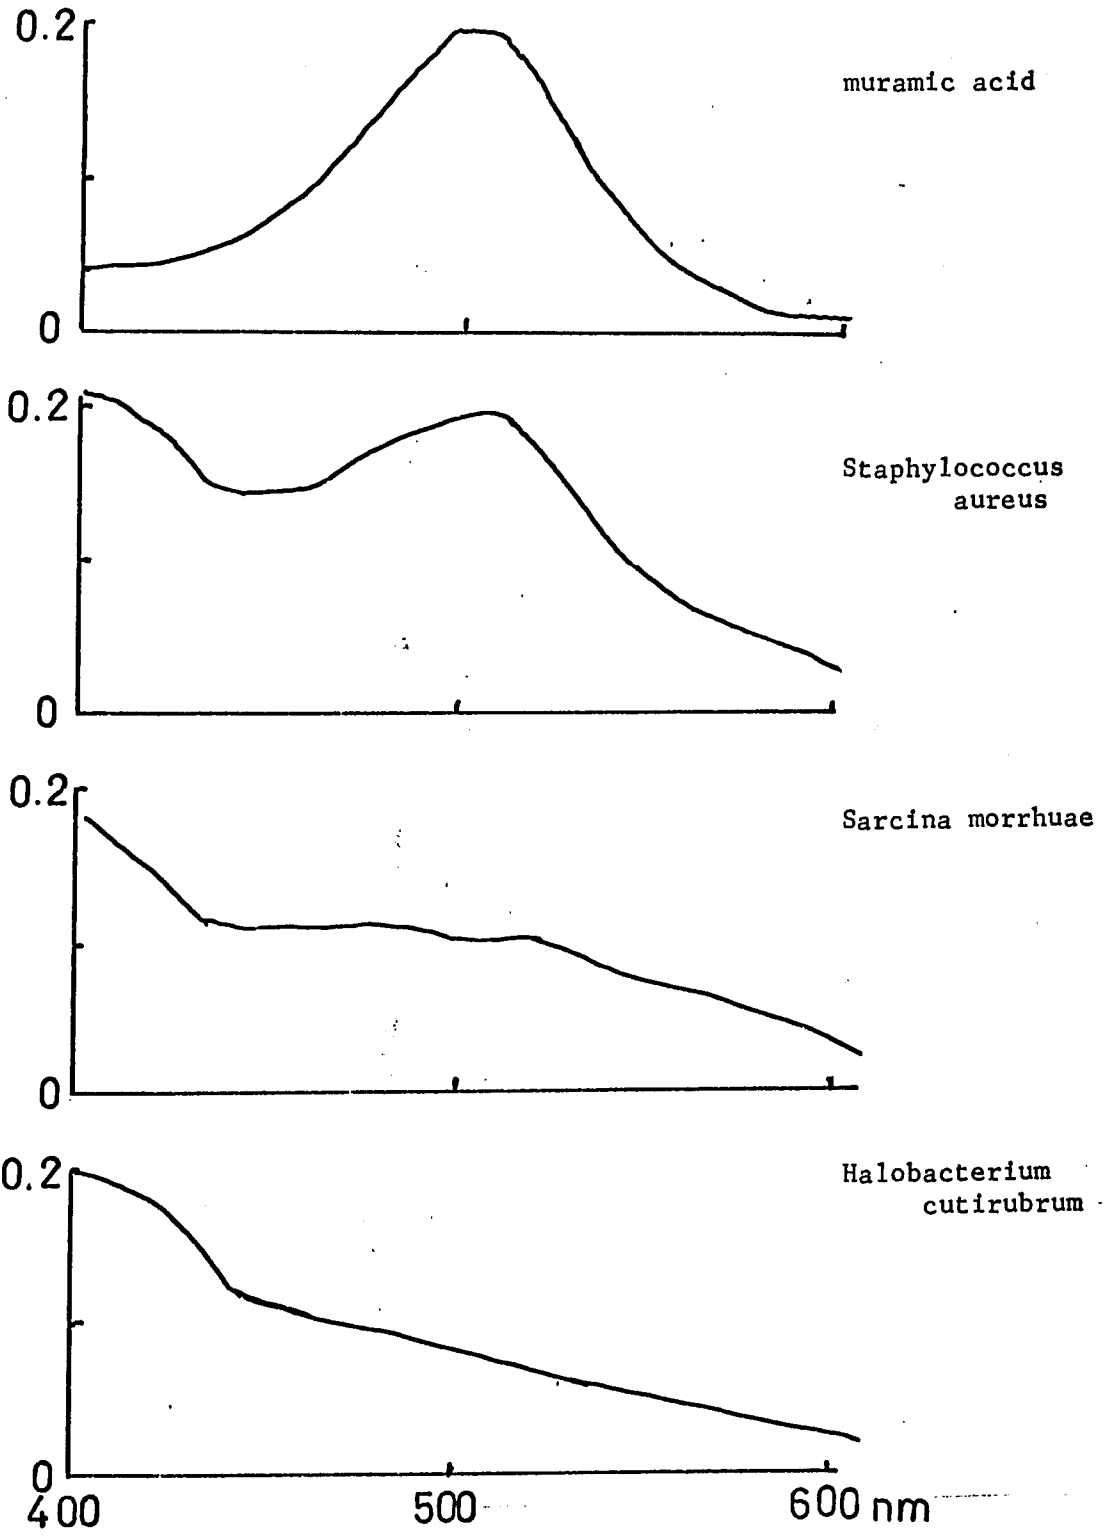 0.2
muramic acid
0
0.2
Staphylococcus
aureus
0
0.2
Sarcina morrhuae
0
0.2
Halobacterium
cutirubrum
0
400 500 600 nm